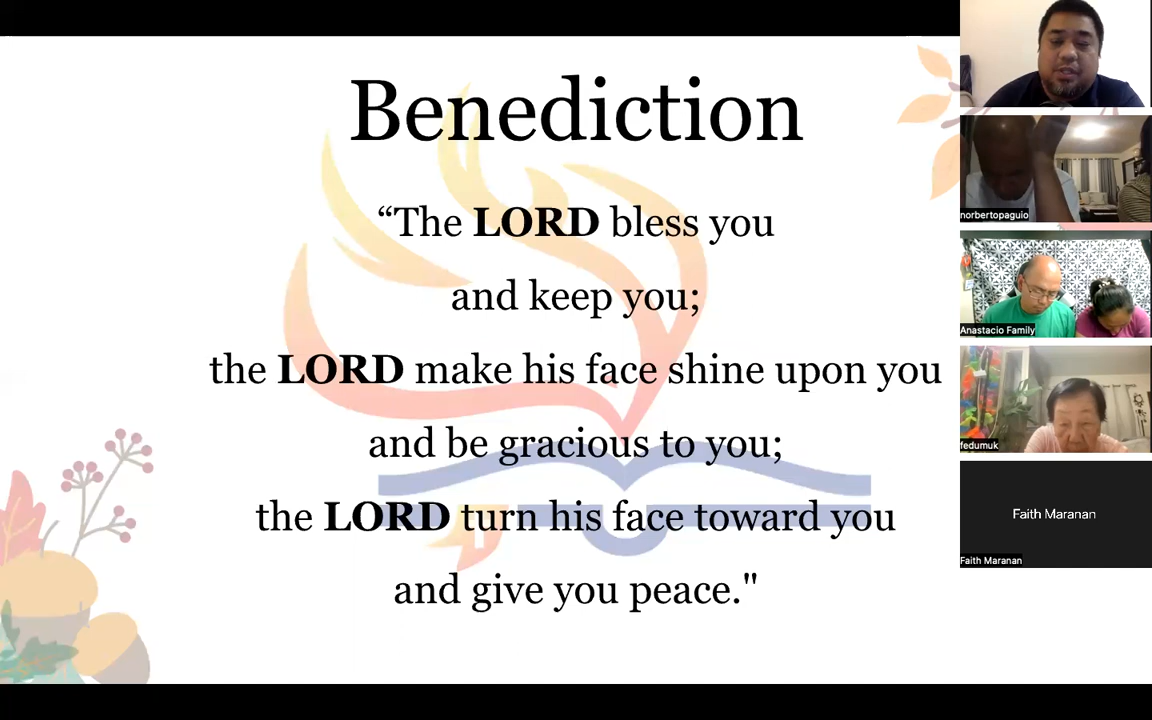 Benediction
“The LORD bless you
and keep you;
the LORD make his face shine upon you
and be gracious to you;
the LORD turn his face toward you
and give you peace."
norbertopaguio
Anastacio Family
fedumuk
Faith Maranan
Faith Maranan